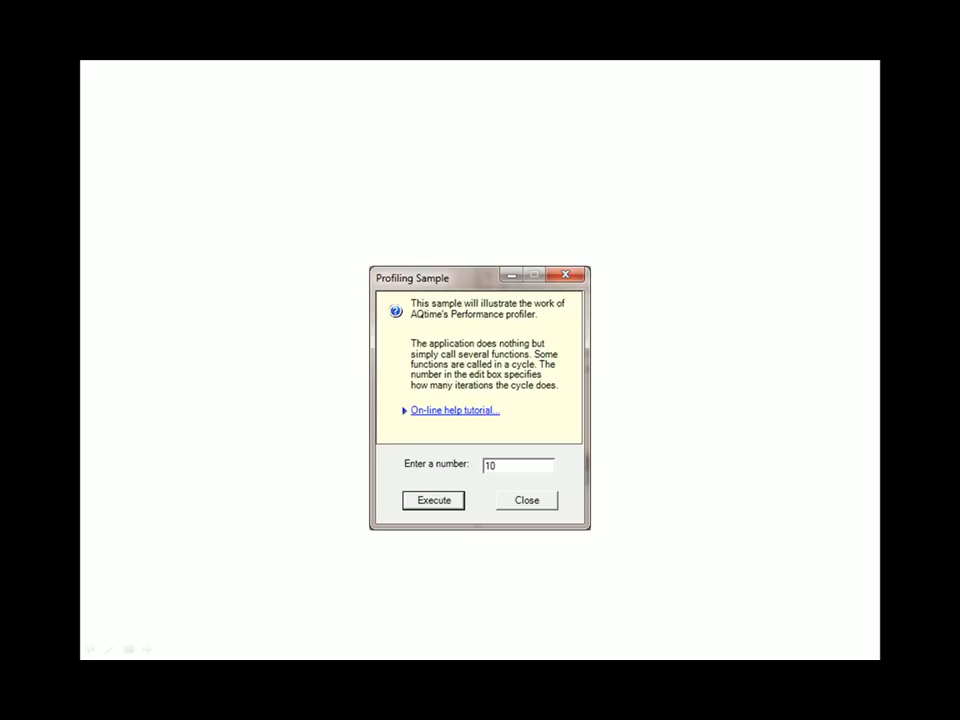 Profiling Sample
This sample will illustrate the work of
AQtime's Performance profiler.
The application does nothing but
simply call several functions. Some
functions are called in a cycle. The
number in the edit box specifies
how many iterations the cycle does.
On-line help tutorial...
Enter a number: 10
Execute Close